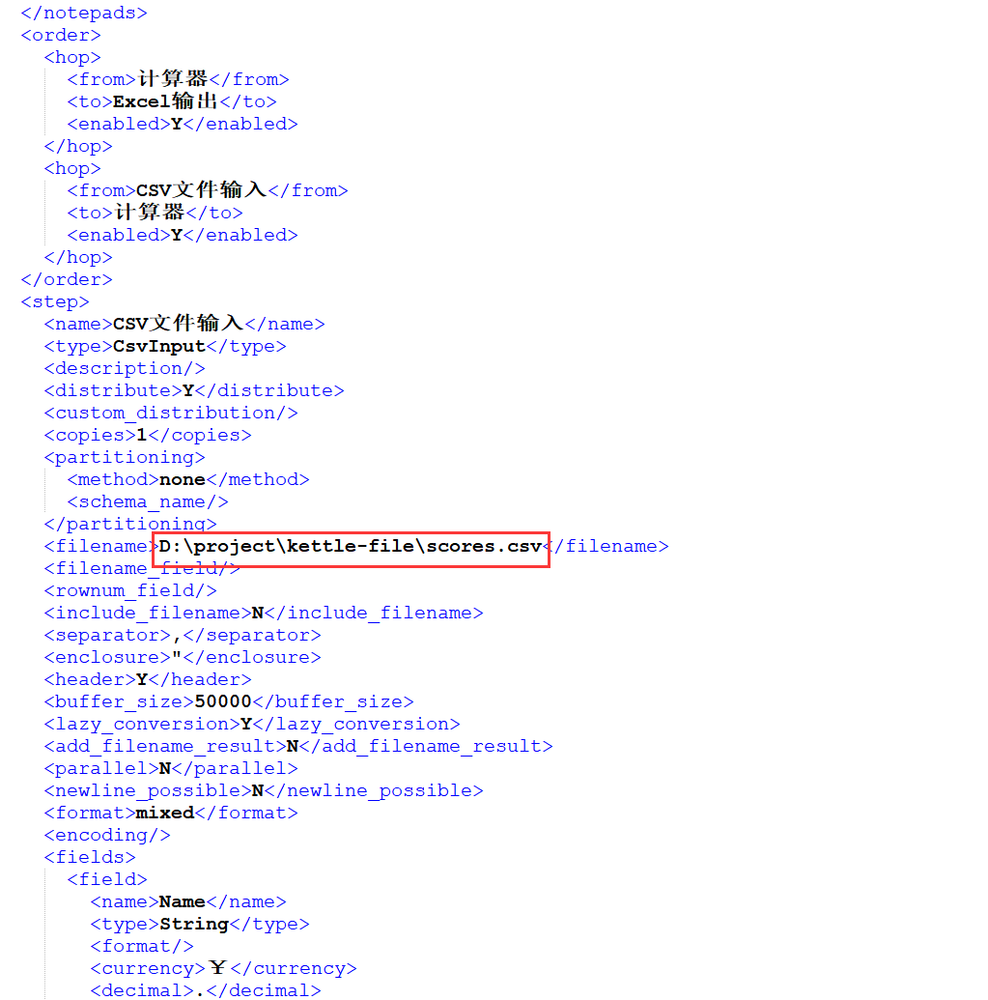 </notepads>
<order>
<hop>
<from>计算器</from>
<to>Excel输出</to>
<enabled>Y</enabled>
</hop>
<hop>
<from>CSV文件输入</from>
<to>计算器</to>
<enabled>Y</enabled>
</hop>
</order>
<step>
<name>CSV文件输入</name>
<type>CsvInput</type>
<description/>
<distribute>Y</distribute>
<custom_distribution/>
<copies>1</copies>
<partitioning>
<method>none</method>
<schema_name/>
</partitioning>
<filename>D:\project\kettle-file\scores.csv</filename>
<filename_field/>
<rownum_field/>
<include_filename>N</include_filename>
<separator>,</separator>
<enclosure>"</enclosure>
<header>Y</header>
<buffer_size>50000</buffer_size>
<lazy_conversion>Y</lazy_conversion>
<add_filename_result>N</add_filename_result>
<parallel>N</parallel>
<newline_possible>N</newline_possible>
<format>mixed</format>
<encoding/>
<fields>
<field>
<name>Name</name>
<type>String</type>
<format/>
<currency>¥</currency>
<decimal>.</decimal>